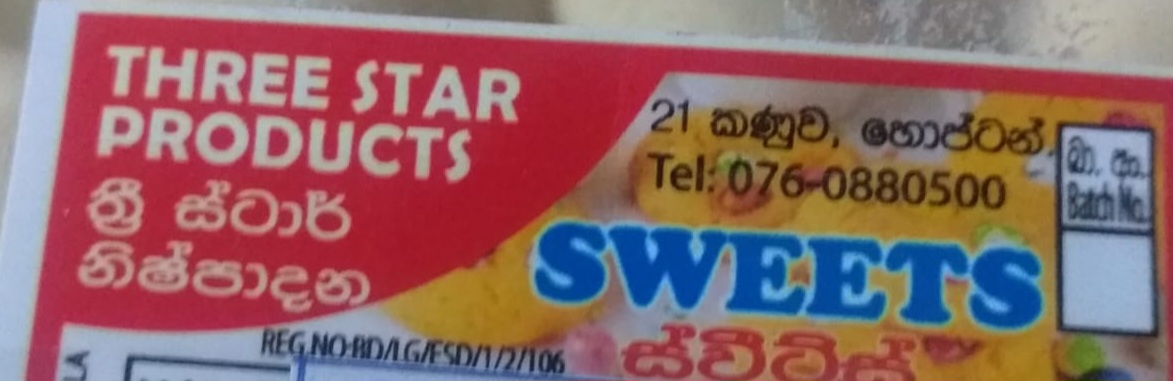 THREE STAR
PRODUCTS
ත්‍රී ස්ටාර්
නිෂ්පාදන
21 කණුව, හොප්ටන්.
Tel: 076-0880500
බා. අං.
Batch No.
SWEETS
ස්වීට්ස්
REG.NO:BD/LG/FSD/1/2/106